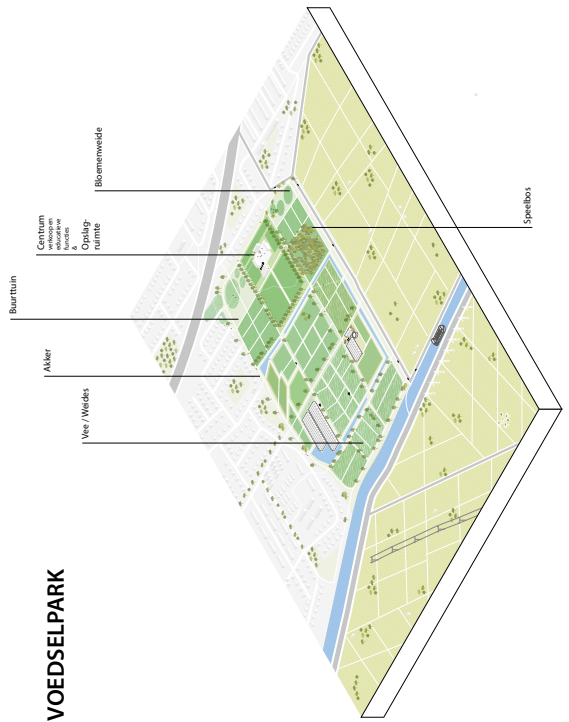 VOEDSELPARK
Vee / Weides
Akker
Buurttuin
Centrum
verkoop en
educatieve
functies
&
Opslag-
ruimte
Bloemenweide
Speelbos